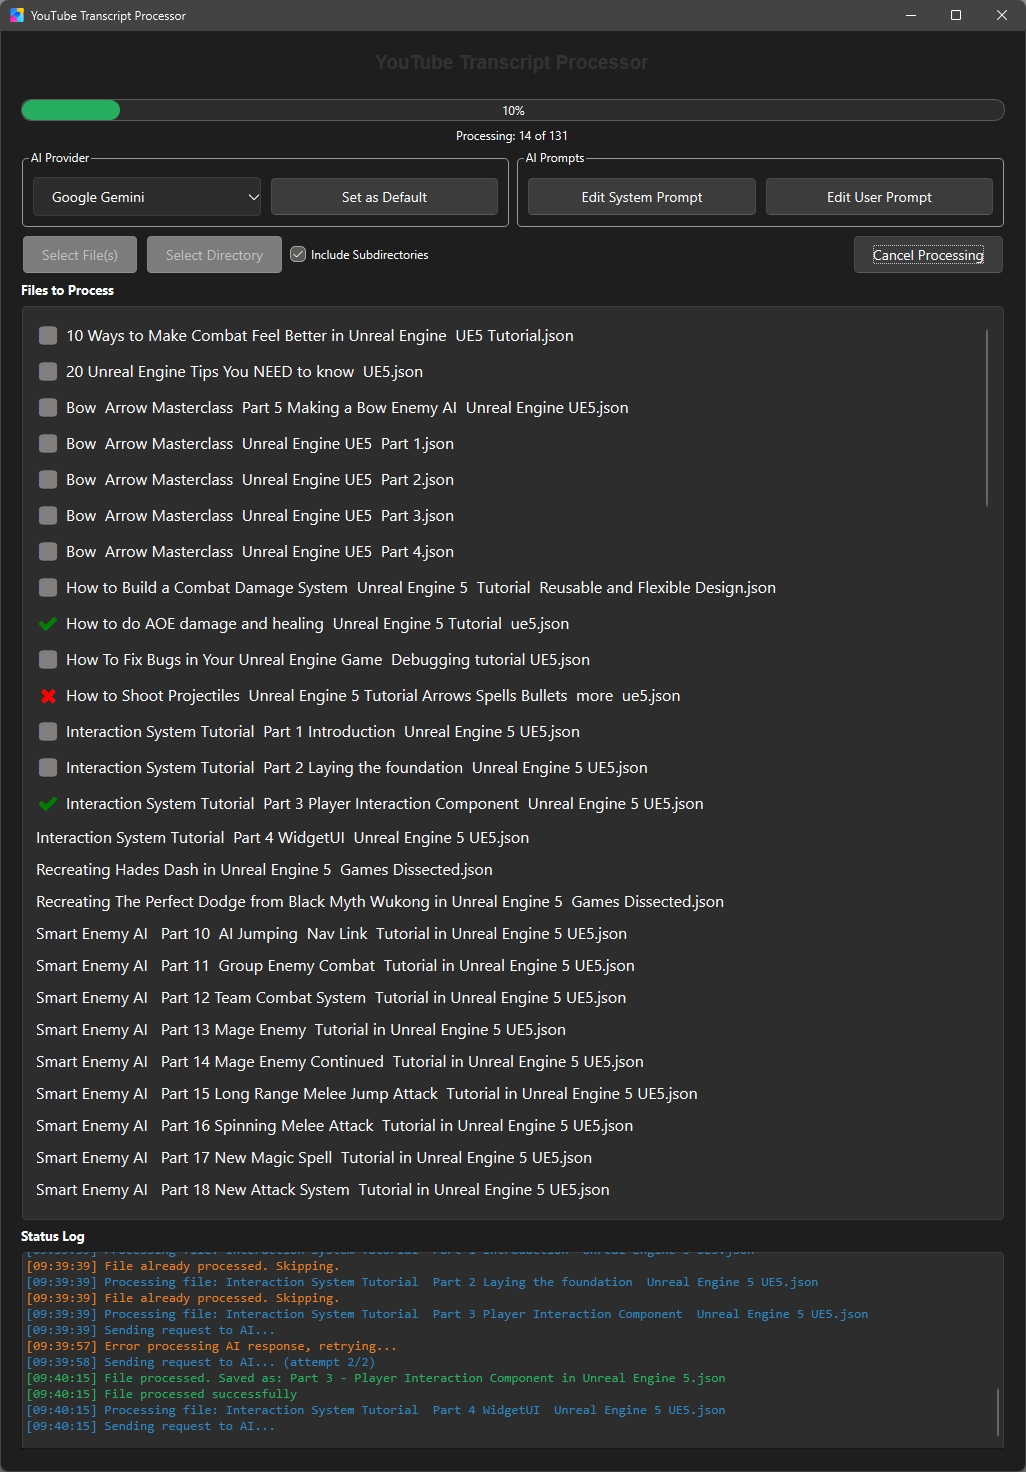 YouTube Transcript Processor
YouTube Transcript Processor
10%
Processing: 14 of 131
AI Provider
AI Prompts
Google Gemini
Set as Default
Edit System Prompt
Edit User Prompt
Select File(s)
Select Directory
Include Subdirectories
Cancel Processing
Files to Process
10 Ways to Make Combat Feel Better in Unreal Engine  UE5 Tutorial.json
20 Unreal Engine Tips You NEED to know  UE5.json
Bow  Arrow Masterclass  Part 5 Making a Bow Enemy AI  Unreal Engine UE5.json
Bow  Arrow Masterclass  Unreal Engine UE5  Part 1.json
Bow  Arrow Masterclass  Unreal Engine UE5  Part 2.json
Bow  Arrow Masterclass  Unreal Engine UE5  Part 3.json
Bow  Arrow Masterclass  Unreal Engine UE5  Part 4.json
How to Build a Combat Damage System  Unreal Engine 5  Tutorial  Reusable and Flexible Design.json
How to do AOE damage and healing  Unreal Engine 5 Tutorial  ue5.json
How To Fix Bugs in Your Unreal Engine Game  Debugging tutorial UE5.json
How to Shoot Projectiles  Unreal Engine 5 Tutorial Arrows Spells Bullets  more  ue5.json
Interaction System Tutorial  Part 1 Introduction  Unreal Engine 5 UE5.json
Interaction System Tutorial  Part 2 Laying the foundation  Unreal Engine 5 UE5.json
Interaction System Tutorial  Part 3 Player Interaction Component  Unreal Engine 5 UE5.json
Interaction System Tutorial  Part 4 WidgetUI  Unreal Engine 5 UE5.json
Recreating Hades Dash in Unreal Engine 5  Games Dissected.json
Recreating The Perfect Dodge from Black Myth Wukong in Unreal Engine 5  Games Dissected.json
Smart Enemy AI   Part 10  AI Jumping  Nav Link  Tutorial in Unreal Engine 5 UE5.json
Smart Enemy AI   Part 11  Group Enemy Combat  Tutorial in Unreal Engine 5 UE5.json
Smart Enemy AI   Part 12 Team Combat System  Tutorial in Unreal Engine 5 UE5.json
Smart Enemy AI   Part 13 Mage Enemy  Tutorial in Unreal Engine 5 UE5.json
Smart Enemy AI   Part 14 Mage Enemy Continued  Tutorial in Unreal Engine 5 UE5.json
Smart Enemy AI   Part 15 Long Range Melee Jump Attack  Tutorial in Unreal Engine 5 UE5.json
Smart Enemy AI   Part 16 Spinning Melee Attack  Tutorial in Unreal Engine 5 UE5.json
Smart Enemy AI   Part 17 New Magic Spell  Tutorial in Unreal Engine 5 UE5.json
Smart Enemy AI   Part 18 New Attack System  Tutorial in Unreal Engine 5 UE5.json
Status Log
[09:39:39] Processing file: Interaction System Tutorial  Part 1 Introduction  Unreal Engine 5 UE5.json
[09:39:39] File already processed. Skipping.
[09:39:39] Processing file: Interaction System Tutorial  Part 2 Laying the foundation  Unreal Engine 5 UE5.json
[09:39:39] File already processed. Skipping.
[09:39:39] Processing file: Interaction System Tutorial  Part 3 Player Interaction Component  Unreal Engine 5 UE5.json
[09:39:39] Sending request to AI...
[09:39:57] Error processing AI response, retrying...
[09:39:58] Sending request to AI... (attempt 2/2)
[09:40:15] File processed. Saved as: Part 3 - Player Interaction Component in Unreal Engine 5.json
[09:40:15] File processed successfully
[09:40:15] Processing file: Interaction System Tutorial  Part 4 WidgetUI  Unreal Engine 5 UE5.json
[09:40:15] Sending request to AI...